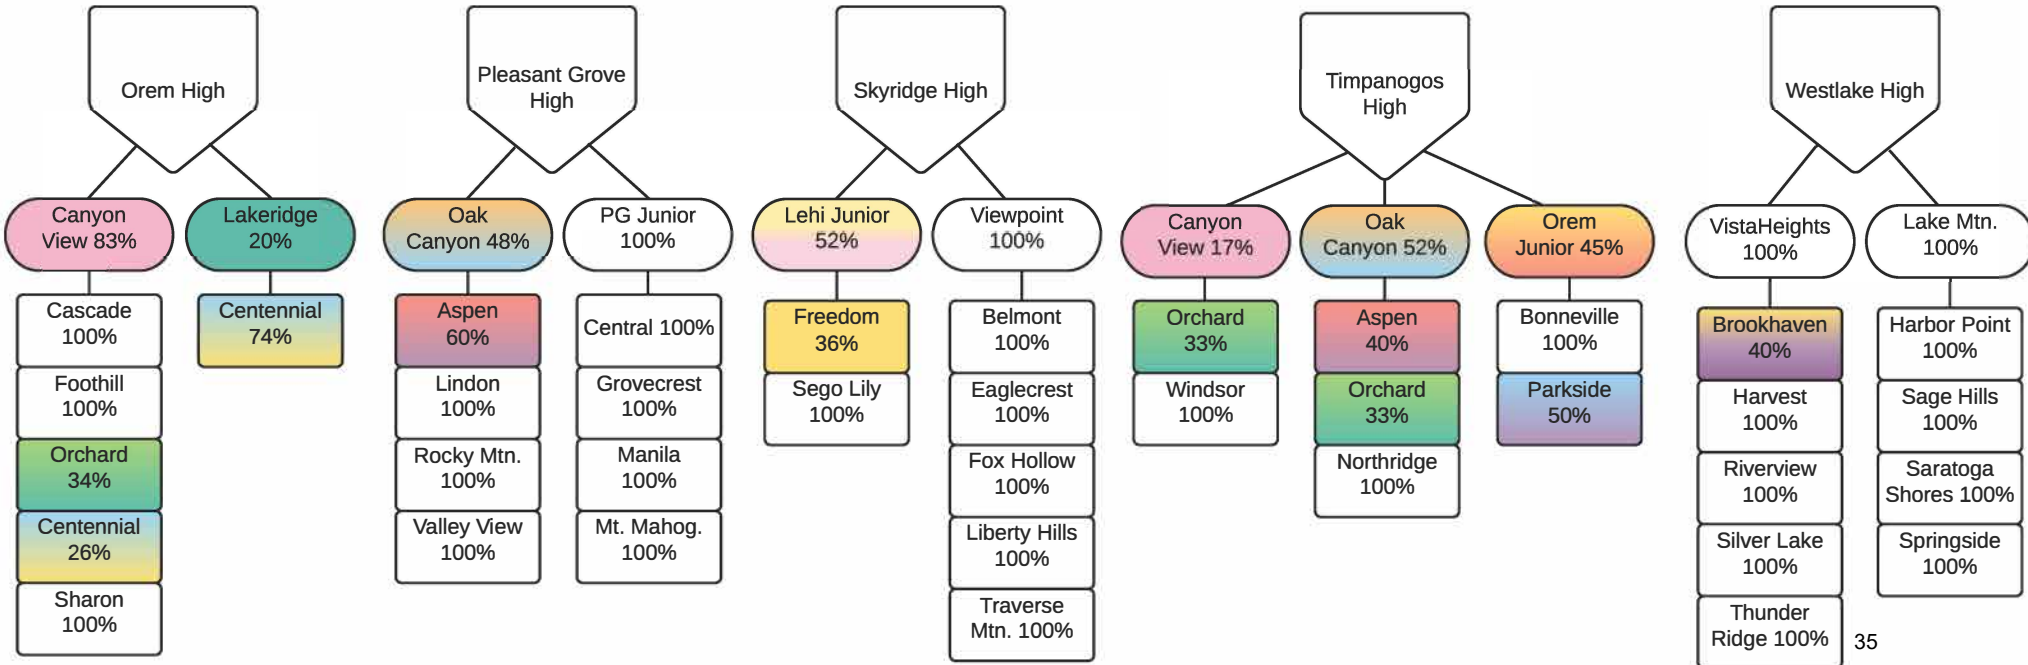 Orem High
Canyon
View 83%
Cascade
100%
Foothill
100%
Orchard
34%
Centennial
26%
Sharon
100%
Lakeridge
20%
Centennial
74%
Pleasant Grove
High
Oak
Canyon 48%
Aspen
60%
Lindon
100%
Rocky Mtn.
100%
Valley View
100%
PG Junior
100%
Central 100%
Grovecrest
100%
Manila
100%
Mt. Mahog.
100%
Skyridge High
Lehi Junior
52%
Freedom
36%
Sego Lily
100%
Viewpoint
100%
Belmont
100%
Eaglecrest
100%
Fox Hollow
100%
Liberty Hills
100%
Traverse
Mtn. 100%
Timpanogos
High
Canyon
View 17%
Orchard
33%
Windsor
100%
Oak
Canyon 52%
Aspen
40%
Orchard
33%
Northridge
100%
Orem
Junior 45%
Bonneville
100%
Parkside
50%
Westlake High
VistaHeights
100%
Brookhaven
40%
Harvest
100%
Riverview
100%
Silver Lake
100%
Thunder
Ridge 100%
Lake Mtn.
100%
Harbor Point
100%
Sage Hills
100%
Saratoga
Shores 100%
Springside
100%
35